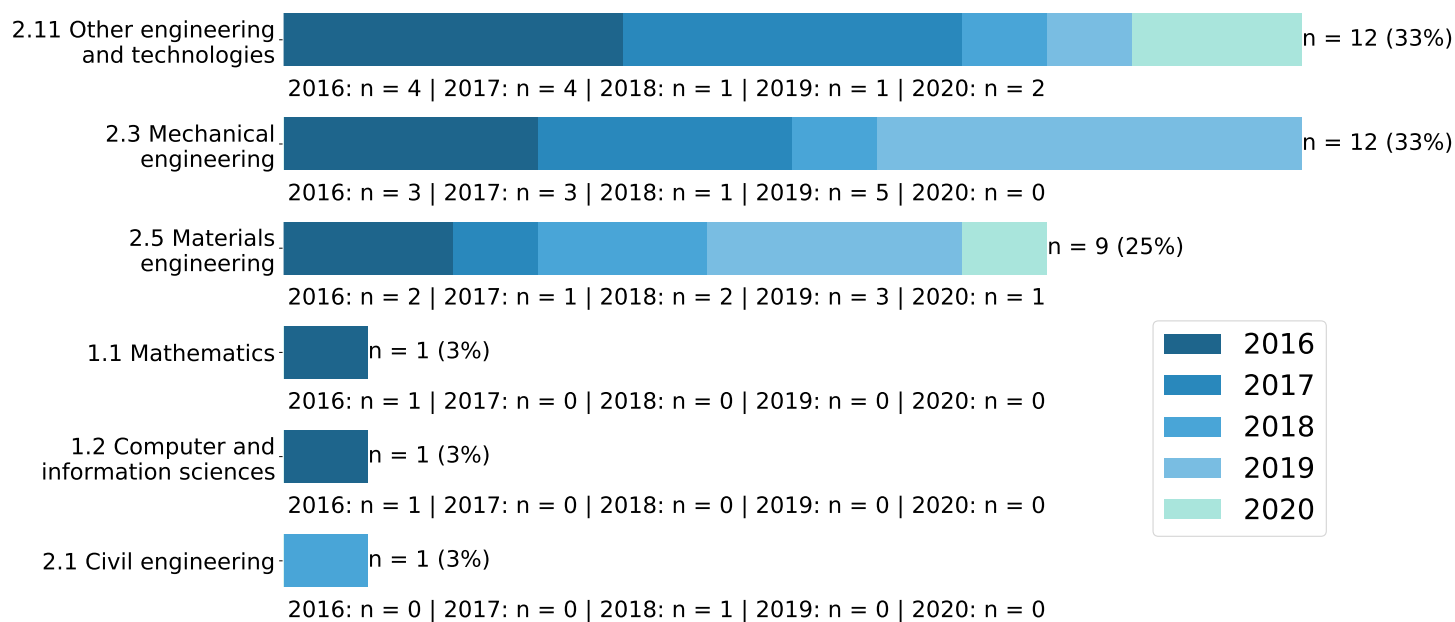 2.11 Other engineering
and technologies
n = 12 (33%)
2016: n = 4 | 2017: n = 4 | 2018: n = 1 | 2019: n = 1 | 2020: n = 2
2.3 Mechanical
engineering
n = 12 (33%)
2016: n = 3 | 2017: n = 3 | 2018: n = 1 | 2019: n = 5 | 2020: n = 0
2.5 Materials
engineering
n = 9 (25%)
2016: n = 2 | 2017: n = 1 | 2018: n = 2 | 2019: n = 3 | 2020: n = 1
1.1 Mathematics
n = 1 (3%)
2016: n = 1 | 2017: n = 0 | 2018: n = 0 | 2019: n = 0 | 2020: n = 0
1.2 Computer and
information sciences
n = 1 (3%)
2016: n = 1 | 2017: n = 0 | 2018: n = 0 | 2019: n = 0 | 2020: n = 0
2.1 Civil engineering
n = 1 (3%)
2016: n = 0 | 2017: n = 0 | 2018: n = 1 | 2019: n = 0 | 2020: n = 0
2016
2017
2018
2019
2020